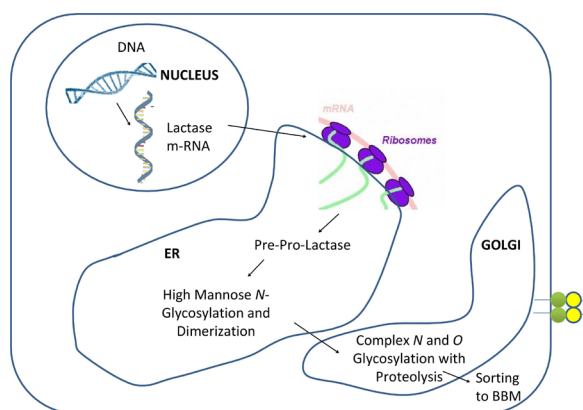 DNA
NUCLEUS
Lactase
m-RNA
mRNA
Ribosomes
Pre-Pro-Lactase
ER
GOLGI
High Mannose N-
Glycosylation and
Dimerization
Complex N and O
Glycosylation with
Proteolysis
Sorting
to BBM